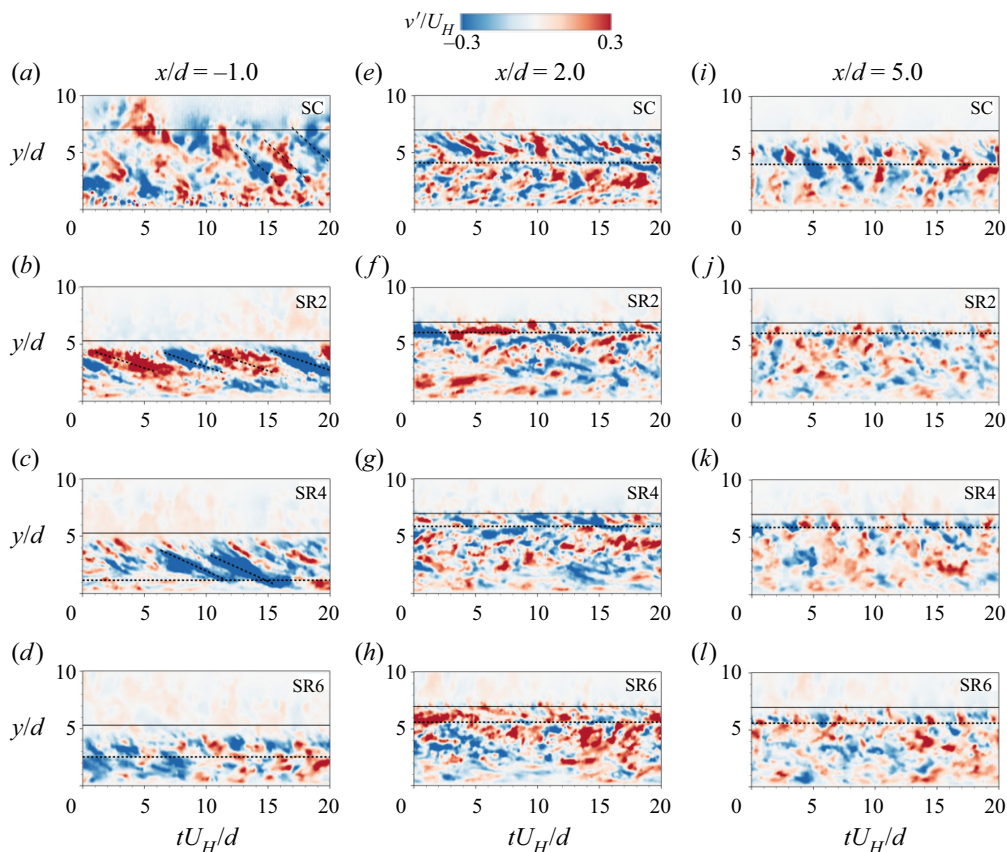 v′/U_H
−0.3 0.3
(a) x/d = −1.0 (e) x/d = 2.0 (i) x/d = 5.0
10 SC 10 SC 10 SC
y/d 5 5 5
0 5 10 15 20 0 5 10 15 20 0 5 10 15 20
(b) (f) (j)
10 SR2 10 SR2 10 SR2
y/d 5 5 5
0 5 10 15 20 0 5 10 15 20 0 5 10 15 20
(c) (g) (k)
10 SR4 10 SR4 10 SR4
y/d 5 5 5
0 5 10 15 20 0 5 10 15 20 0 5 10 15 20
(d) (h) (l)
10 SR6 10 SR6 10 SR6
y/d 5 5 5
0 5 10 15 20 0 5 10 15 20 0 5 10 15 20
tU_H/d tU_H/d tU_H/d